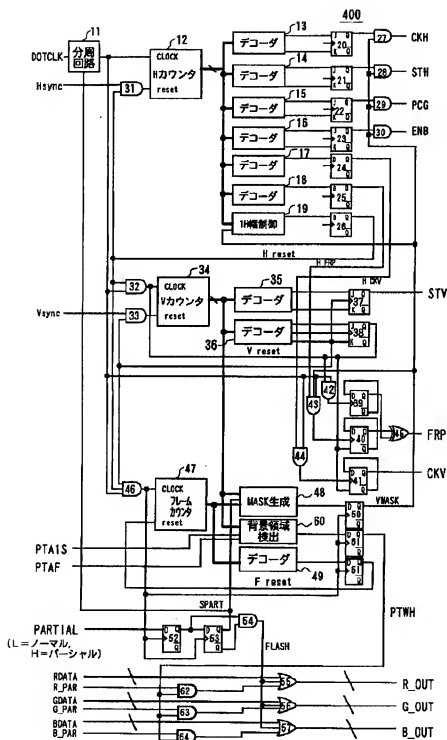 400
11
DOTCLK
分周
回路
12
CLOCK
Hカウンタ
reset
Hsync
31
13
デコーダ
20
27
CKH
14
デコーダ
21
28
STH
15
デコーダ
22
29
PCG
16
デコーダ
23
30
ENB
17
デコーダ
24
18
デコーダ
25
19
1H幅制御
26
H reset
H FRP
H CKV
32
34
CLOCK
Vカウンタ
reset
Vsync
33
35
デコーダ
37
STV
36
デコーダ
38
V reset
42
43
44
39
40
41
45
FRP
CKV
46
47
CLOCK
フレーム
カウンタ
reset
MASK生成
48
VMASK
50
背景領域
検出
60
61
デコーダ
49
51
F reset
PTA1S
PTAF
PTWH
SPART
PARTIAL
(L=ノーマル,
H=パーシャル)
52
53
54
FLASH
RDATA
R_PAR
62
55
R_OUT
GDATA
G_PAR
63
56
G_OUT
BDATA
B_PAR
64
57
B_OUT